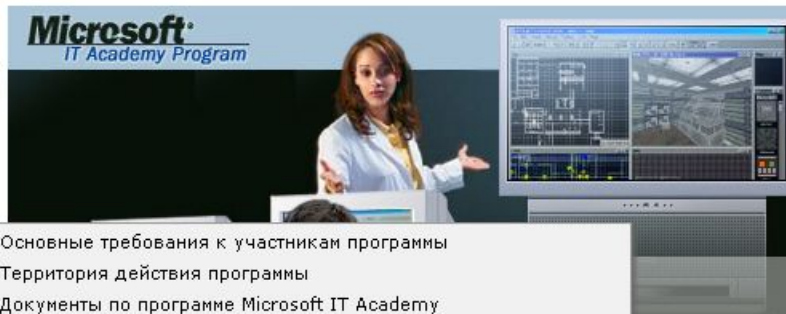 Microsoft
IT Academy Program
Основные требования к участникам программы
Территория действия программы
Документы по программе Microsoft IT Academy